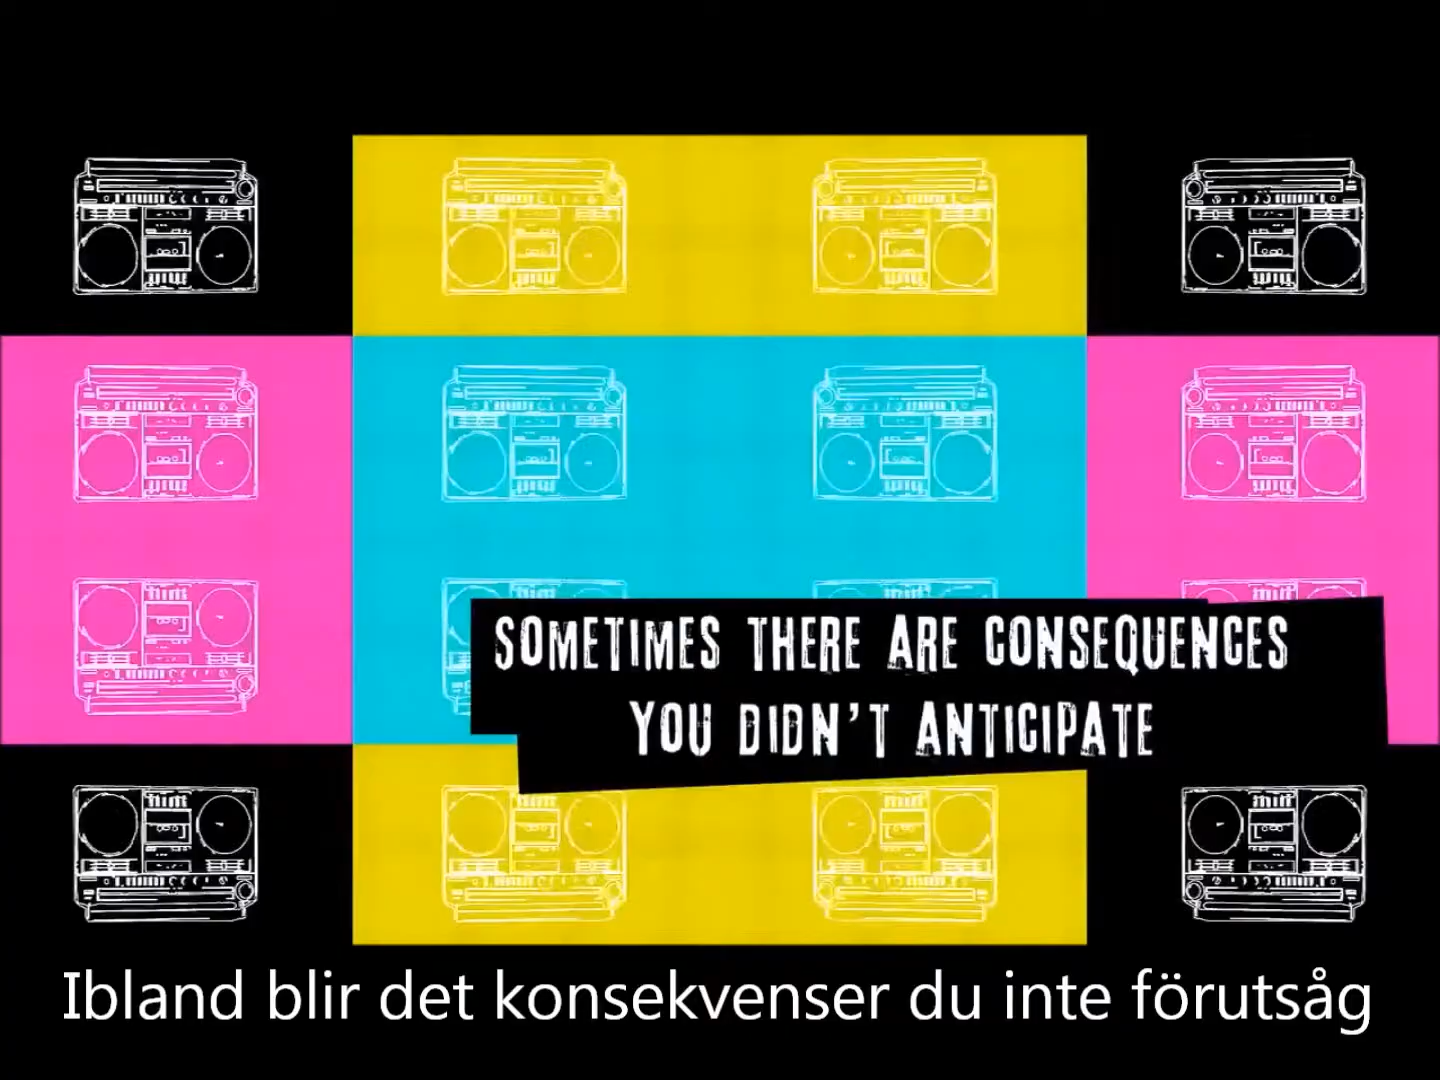 SOMETIMES THERE ARE CONSEQUENCES
YOU DIDN'T ANTICIPATE
Ibland blir det konsekvenser du inte förutsåg